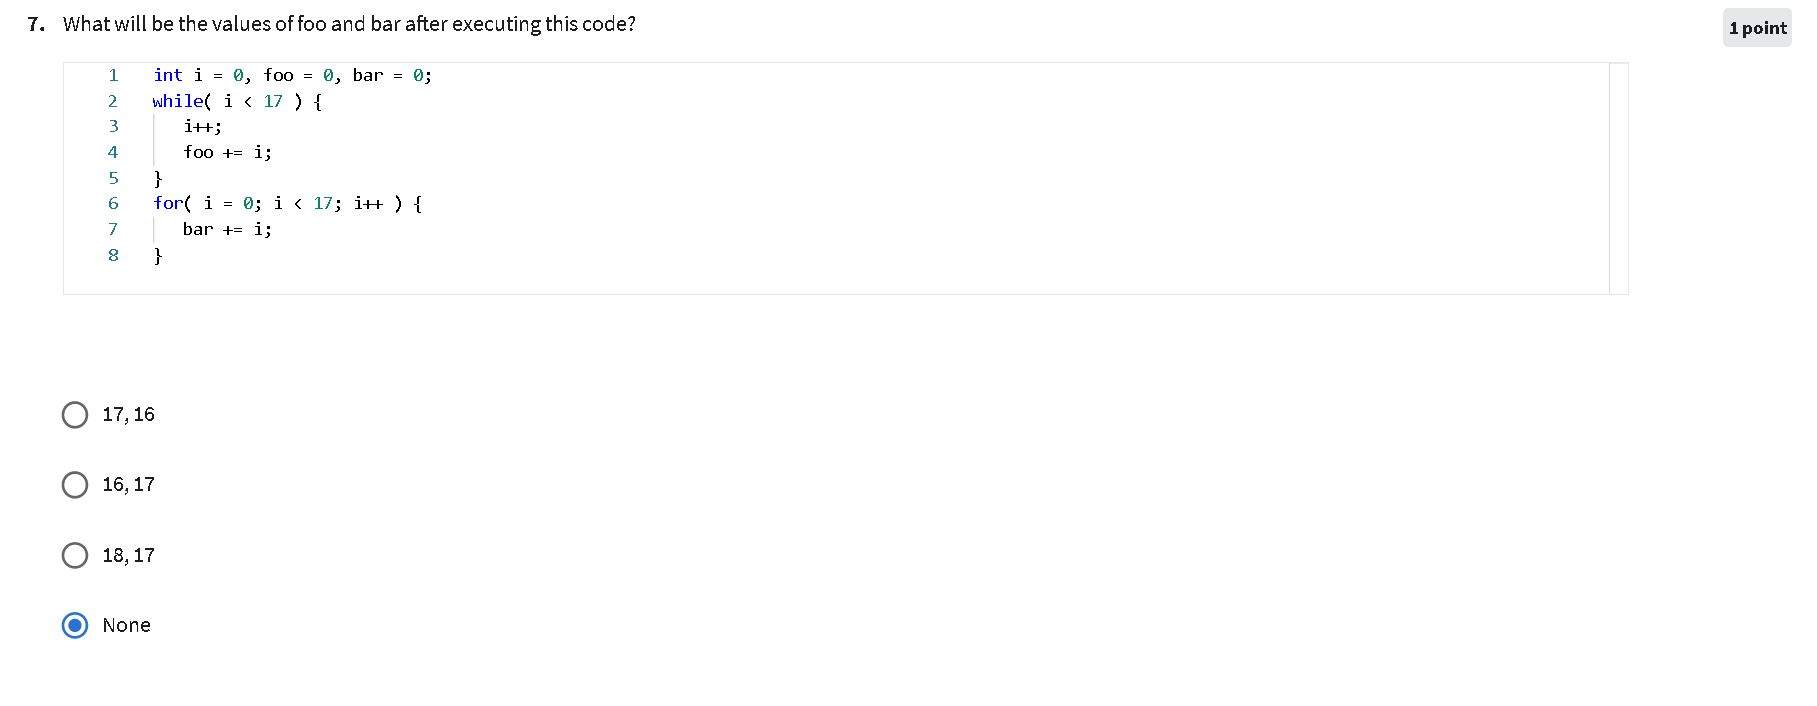 7. What will be the values of foo and bar after executing this code?
1 point
1 int i = 0, foo = 0, bar = 0;
2 while( i < 17 ) {
3 i++;
4 foo += i;
5 }
6 for( i = 0; i < 17; i++ ) {
7 bar += i;
8 }
17, 16
16, 17
18, 17
None